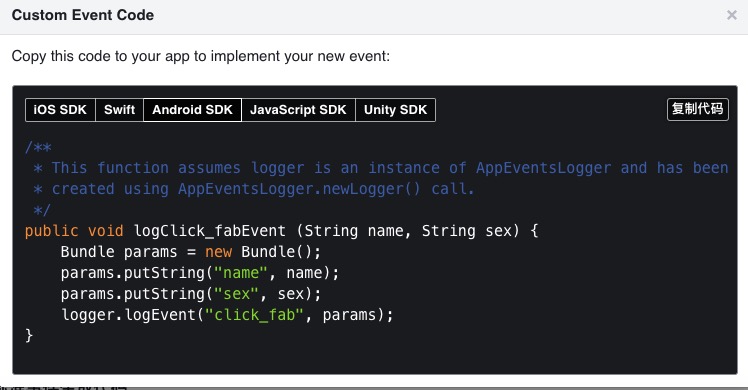 Custom Event Code ×
Copy this code to your app to implement your new event:
iOS SDK Swift Android SDK JavaScript SDK Unity SDK 复制代码
/**
 * This function assumes logger is an instance of AppEventsLogger and has been
 * created using AppEventsLogger.newLogger() call.
 */
public void logClick_fabEvent (String name, String sex) {
    Bundle params = new Bundle();
    params.putString("name", name);
    params.putString("sex", sex);
    logger.logEvent("click_fab", params);
}